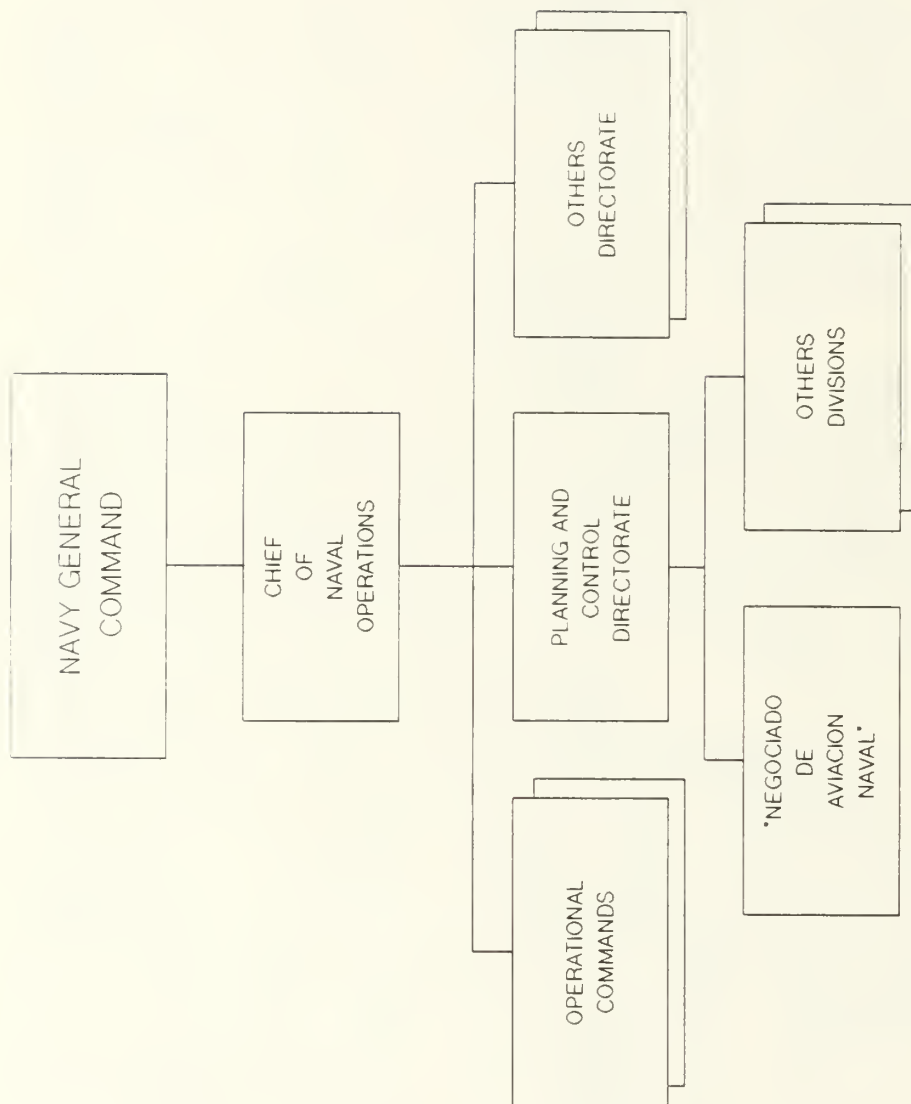 NAVY GENERAL
COMMAND
CHIEF
OF
NAVAL
OPERATIONS
OPERATIONAL
COMMANDS
PLANNING AND
CONTROL
DIRECTORATE
OTHERS
DIRECTORATE
"NEGOCIADO
DE
AVIACION
NAVAL"
OTHERS
DIVISIONS